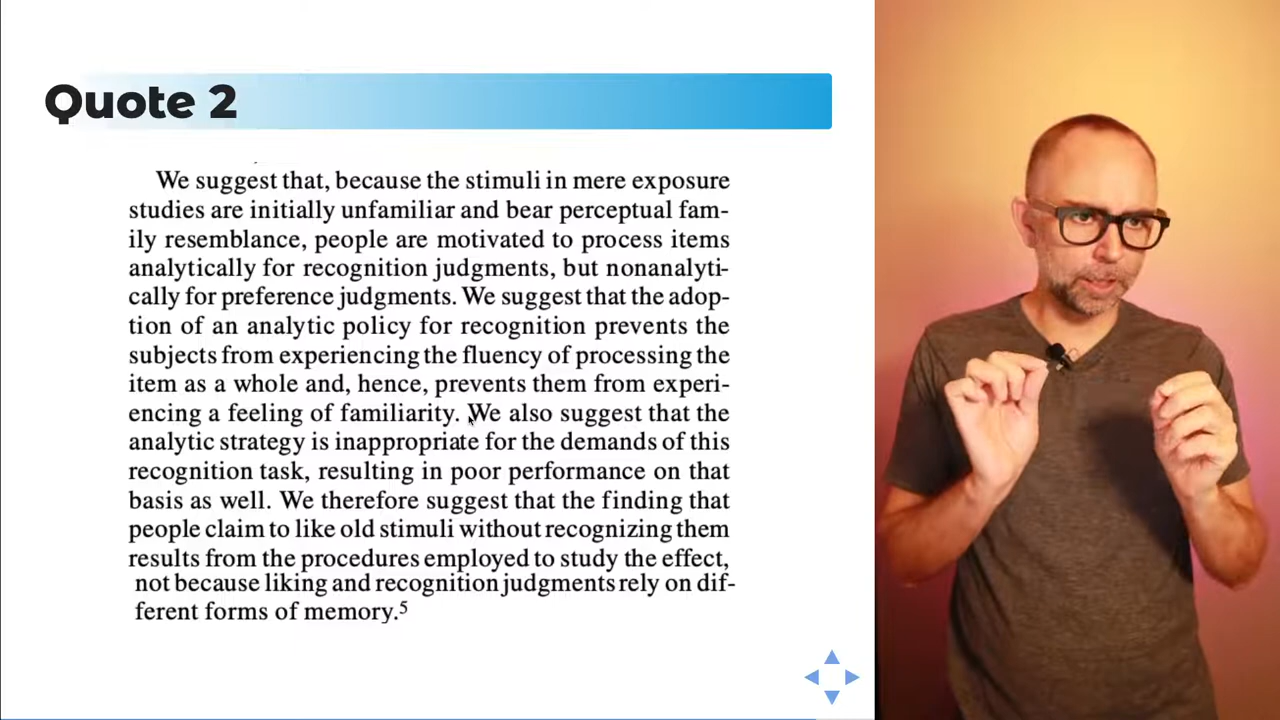 Quote 2
We suggest that, because the stimuli in mere exposure
studies are initially unfamiliar and bear perceptual fam-
ily resemblance, people are motivated to process items
analytically for recognition judgments, but nonanalyti-
cally for preference judgments. We suggest that the adop-
tion of an analytic policy for recognition prevents the
subjects from experiencing the fluency of processing the
item as a whole and, hence, prevents them from experi-
encing a feeling of familiarity. We also suggest that the
analytic strategy is inappropriate for the demands of this
recognition task, resulting in poor performance on that
basis as well. We therefore suggest that the finding that
people claim to like old stimuli without recognizing them
results from the procedures employed to study the effect,
not because liking and recognition judgments rely on dif-
ferent forms of memory.5